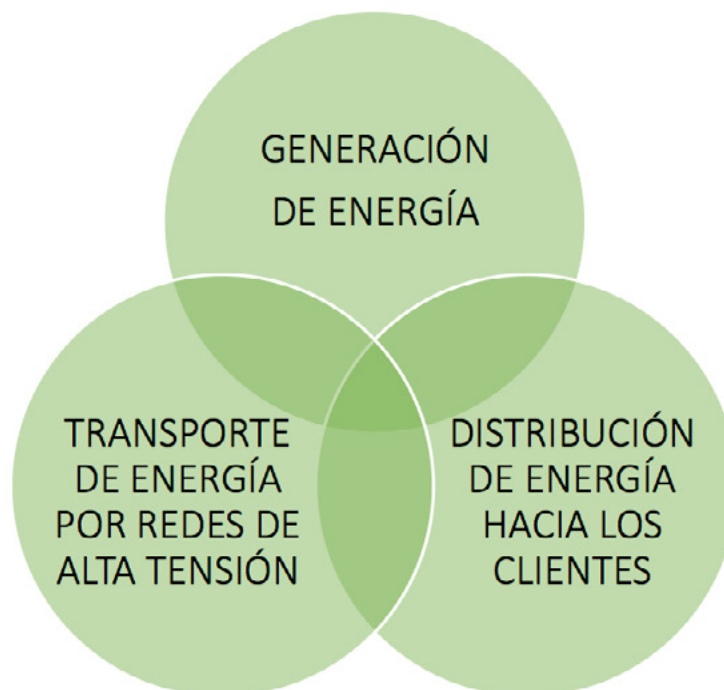 GENERACIÓN
DE ENERGÍA
TRANSPORTE
DE ENERGÍA
POR REDES DE
ALTA TENSIÓN
DISTRIBUCIÓN
DE ENERGÍA
HACIA LOS
CLIENTES